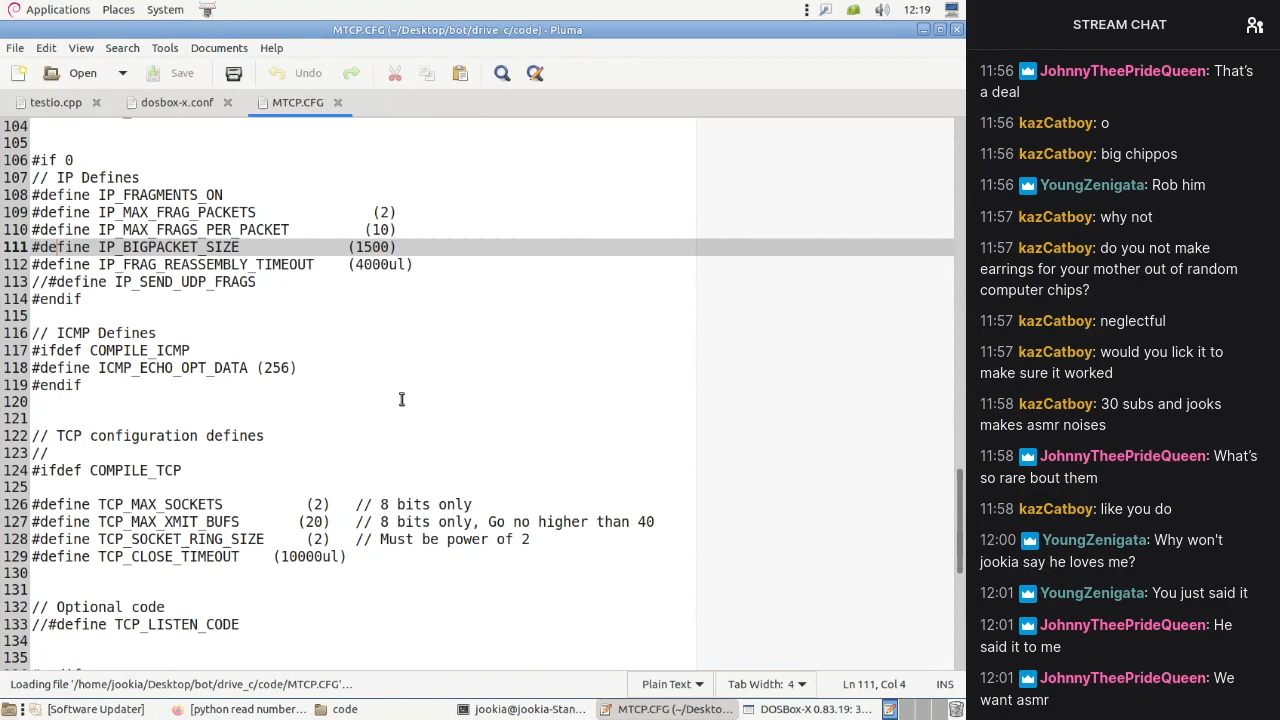 Applications Places System 12:19
MTCP.CFG (~/Desktop/bot/drive_c/code) - Pluma
File Edit View Search Tools Documents Help
Open Save Undo
testio.cpp dosbox-x.conf MTCP.CFG
104
105
106 #if 0
107 // IP Defines
108 #define IP_FRAGMENTS_ON
109 #define IP_MAX_FRAG_PACKETS (2)
110 #define IP_MAX_FRAGS_PER_PACKET (10)
111 #define IP_BIGPACKET_SIZE (1500)
112 #define IP_FRAG_REASSEMBLY_TIMEOUT (4000ul)
113 //#define IP_SEND_UDP_FRAGS
114 #endif
115
116 // ICMP Defines
117 #ifdef COMPILE_ICMP
118 #define ICMP_ECHO_OPT_DATA (256)
119 #endif
120
121
122 // TCP configuration defines
123 //
124 #ifdef COMPILE_TCP
125
126 #define TCP_MAX_SOCKETS (2) // 8 bits only
127 #define TCP_MAX_XMIT_BUFS (20) // 8 bits only, Go no higher than 40
128 #define TCP_SOCKET_RING_SIZE (2) // Must be power of 2
129 #define TCP_CLOSE_TIMEOUT (10000ul)
130
131
132 // Optional code
133 //#define TCP_LISTEN_CODE
134
135
Loading file '/home/jookia/Desktop/bot/drive_c/code/MTCP.CFG'... Plain Text Tab Width: 4 Ln 111, Col 4 INS
[Software Updater] [python read number... code jookia@jookia-Stan... MTCP.CFG (~/Deskto... DOSBox-X 0.83.19: 3...
STREAM CHAT
11:56 JohnnyTheePrideQueen: That's
a deal
11:56 kazCatboy: o
11:56 kazCatboy: big chippos
11:56 YoungZenigata: Rob him
11:57 kazCatboy: why not
11:57 kazCatboy: do you not make
earrings for your mother out of random
computer chips?
11:57 kazCatboy: neglectful
11:57 kazCatboy: would you lick it to
make sure it worked
11:58 kazCatboy: 30 subs and jooks
makes asmr noises
11:58 JohnnyTheePrideQueen: What's
so rare bout them
11:58 kazCatboy: like you do
12:00 YoungZenigata: Why won't
jookia say he loves me?
12:01 YoungZenigata: You just said it
12:01 JohnnyTheePrideQueen: He
said it to me
12:01 JohnnyTheePrideQueen: We
want asmr